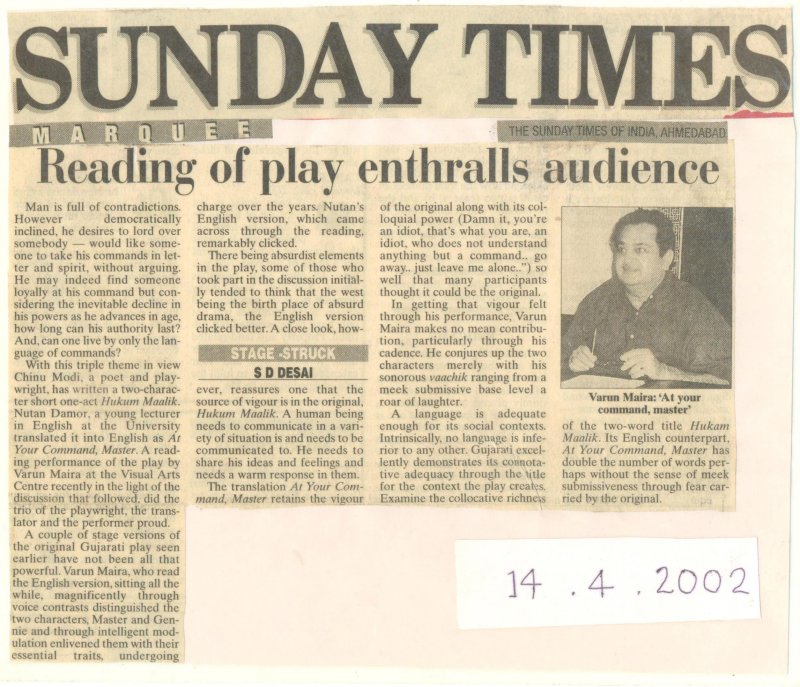 SUNDAY TIMES
MARQUEE
THE SUNDAY TIMES OF INDIA, AHMEDABAD
Reading of play enthralls audience
Man is full of contradictions.
However democratically
inclined, he desires to lord over
somebody — would like some-
one to take his commands in let-
ter and spirit, without arguing.
He may indeed find someone
loyally at his command but con-
sidering the inevitable decline in
his powers as he advances in age,
how long can his authority last?
And, can one live by only the lan-
guage of commands?
With this triple theme in view
Chinu Modi, a poet and play-
wright, has written a two-charac-
ter short one-act Hukum Maalik.
Nutan Damor, a young lecturer
in English at the University
translated it into English as At
Your Command, Master. A read-
ing performance of the play by
Varun Maira at the Visual Arts
Centre recently in the light of the
discussion that followed, did the
trio of the playwright, the trans-
lator and the performer proud.
A couple of stage versions of
the original Gujarati play seen
earlier have not been all that
powerful. Varun Maira, who read
the English version, sitting all the
while, magnificently through
voice contrasts distinguished the
two characters, Master and Gen-
nie and through intelligent mod-
ulation enlivened them with their
essential traits, undergoing
charge over the years. Nutan's
English version, which came
across through the reading,
remarkably clicked.
There being absurdist elements
in the play, some of those who
took part in the discussion initial-
ly tended to think that the west
being the birth place of absurd
drama, the English version
clicked better. A close look, how-
STAGE-STRUCK
S D DESAI
ever, reassures one that the
source of vigour is in the original,
Hukum Maalik. A human being
needs to communicate in a vari-
ety of situation is and needs to be
communicated to. He needs to
share his ideas and feelings and
needs a warm response in them.
The translation At Your Com-
mand, Master retains the vigour
of the original along with its col-
loquial power (Damn it, you're
an idiot, that's what you are, an
idiot, who does not understand
anything but a command.. go
away.. just leave me alone..") so
well that many participants
thought it could be the original.
In getting that vigour felt
through his performance, Varun
Maira makes no mean contribu-
tion, particularly through his
cadence. He conjures up the two
characters merely with his
sonorous vaachik ranging from a
meek submissive base level a
roar of laughter.
A language is adequate
enough for its social contexts.
Intrinsically, no language is infe-
rior to any other. Gujarati excel-
lently demonstrates its connota-
tive adequacy through the title
for the context the play creates.
Examine the collocative richness
Varun Maira: 'At your
command, master'
of the two-word title Hukam
Maalik. Its English counterpart,
At Your Command, Master has
double the number of words per-
haps without the sense of meek
submissiveness through fear car-
ried by the original.
14 . 4 . 2002